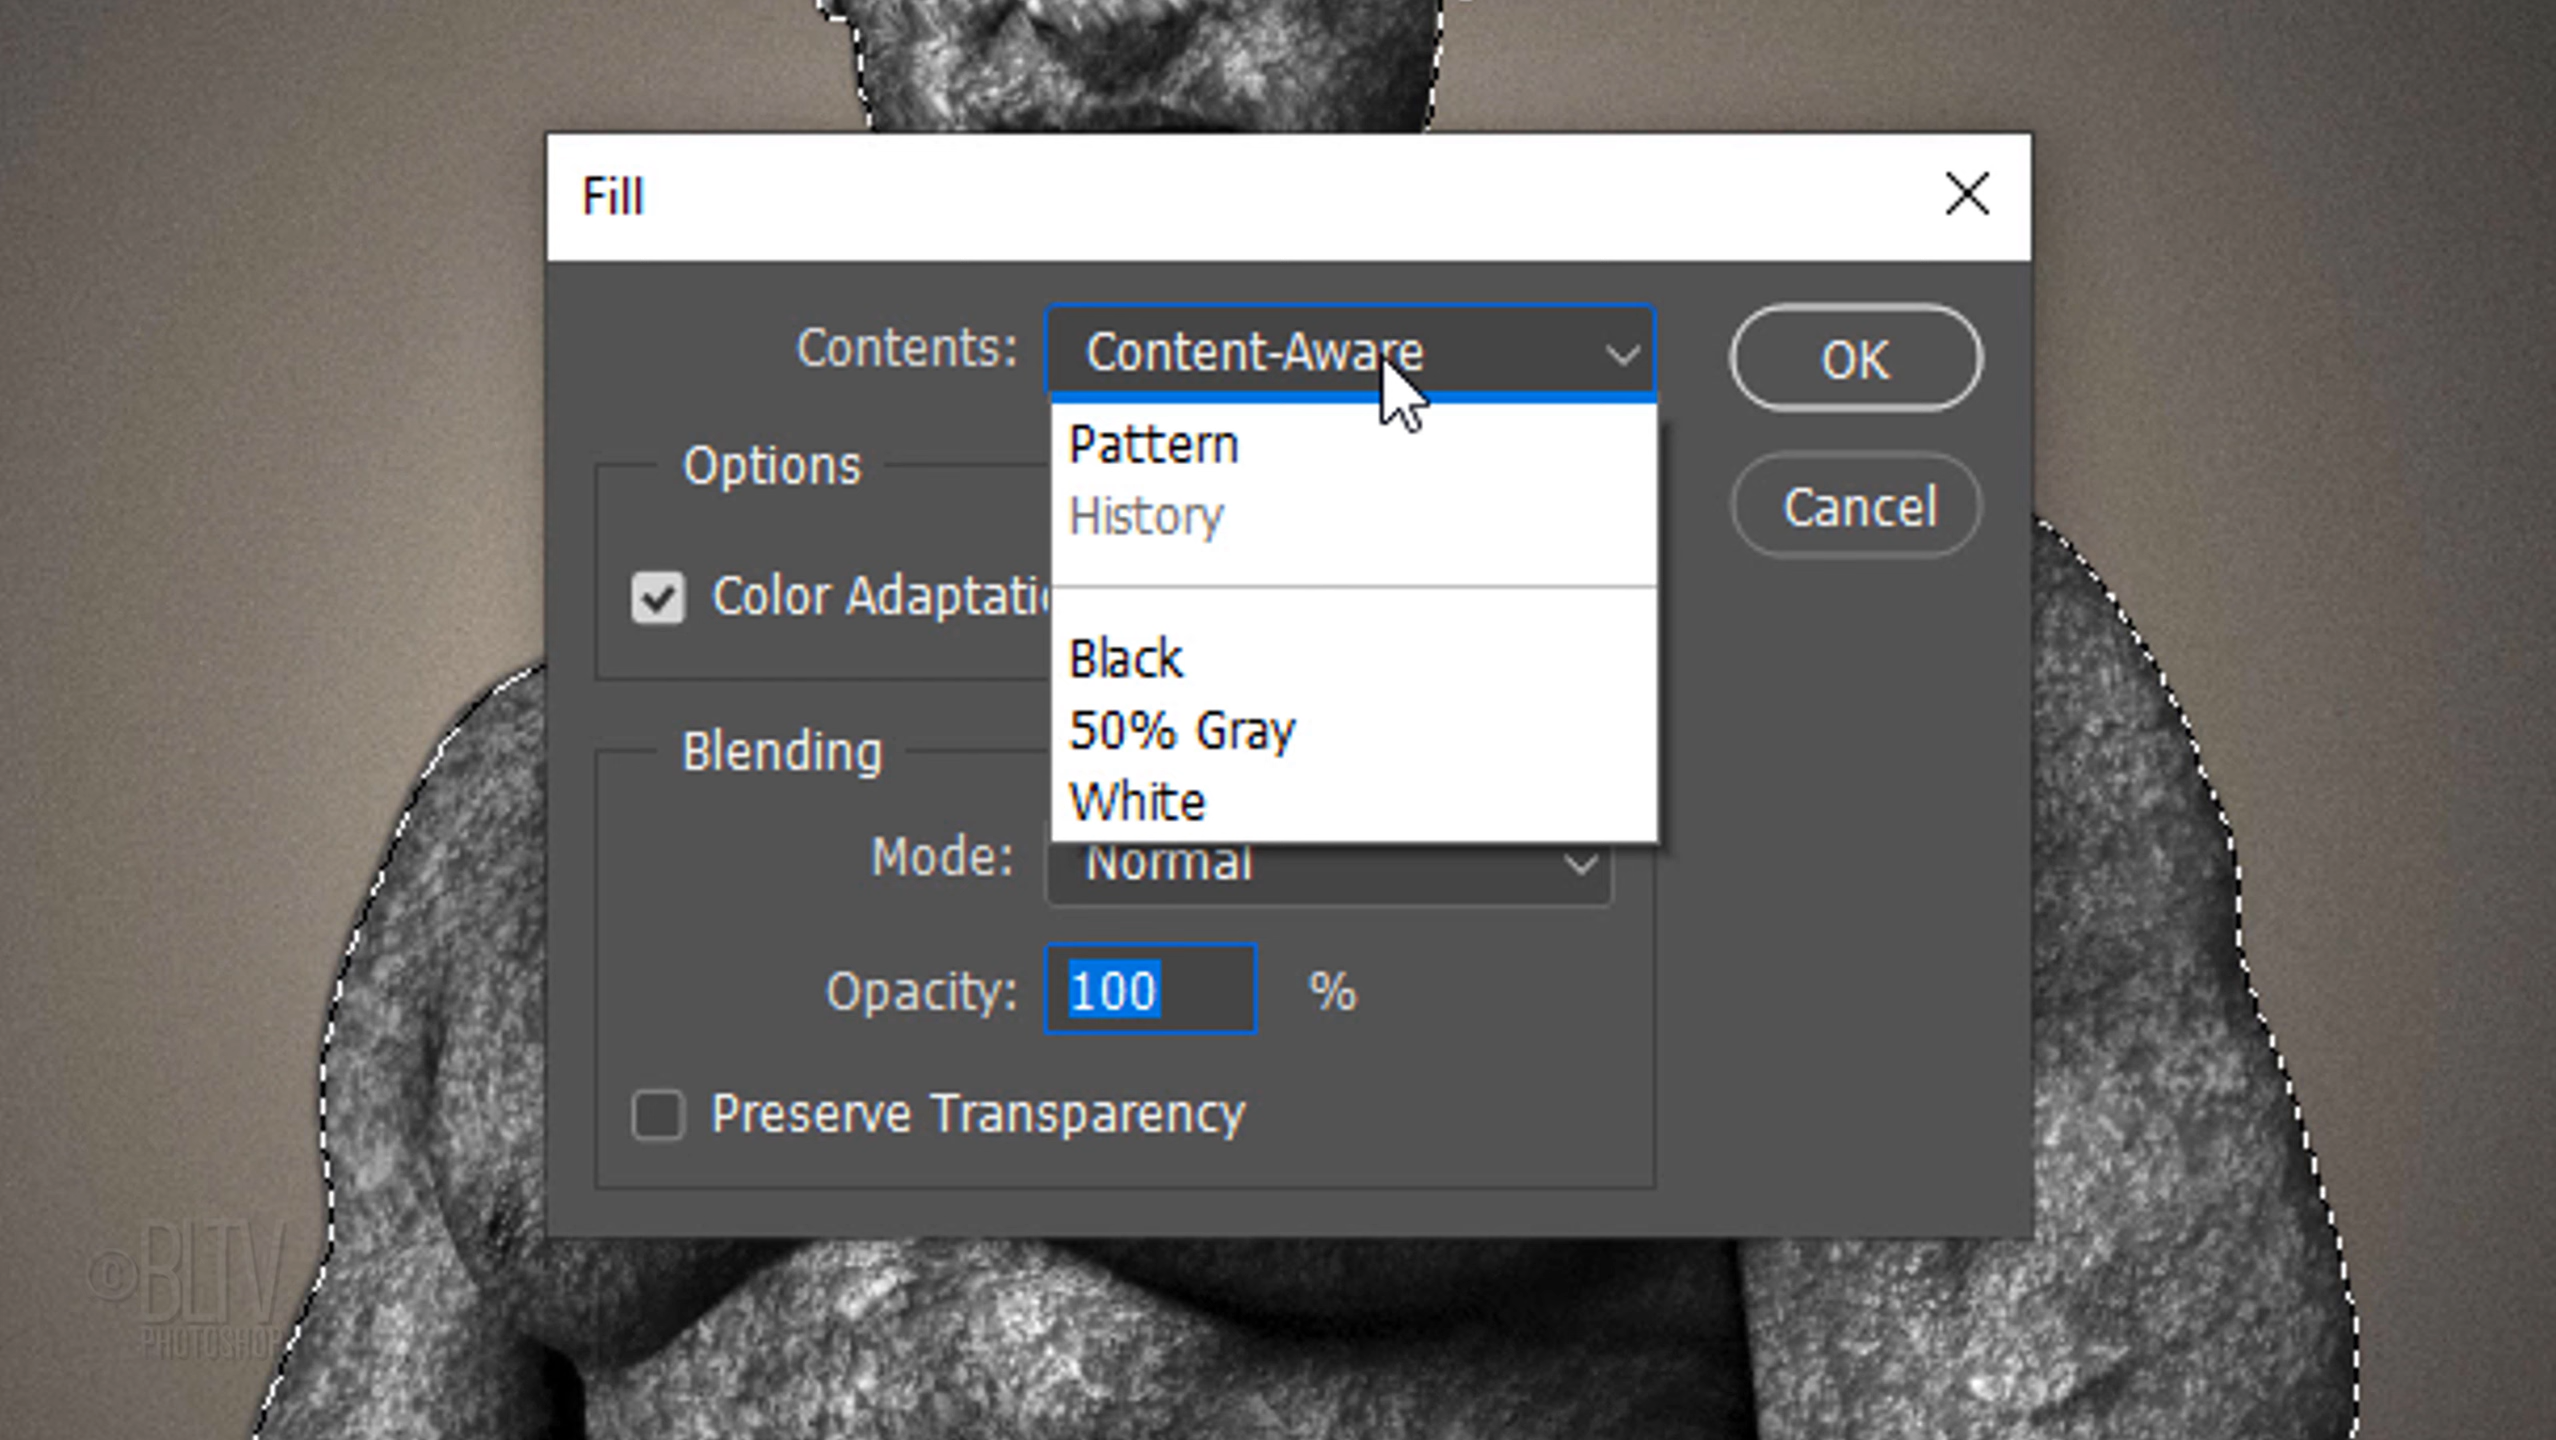 Fill
Contents: Content-Aware
OK
Pattern
Options
History
Cancel
Color Adaptati
Black
50% Gray
Blending
White
Mode: Normal
Opacity: 100 %
Preserve Transparency
©BLTV
PHOTOSHOP